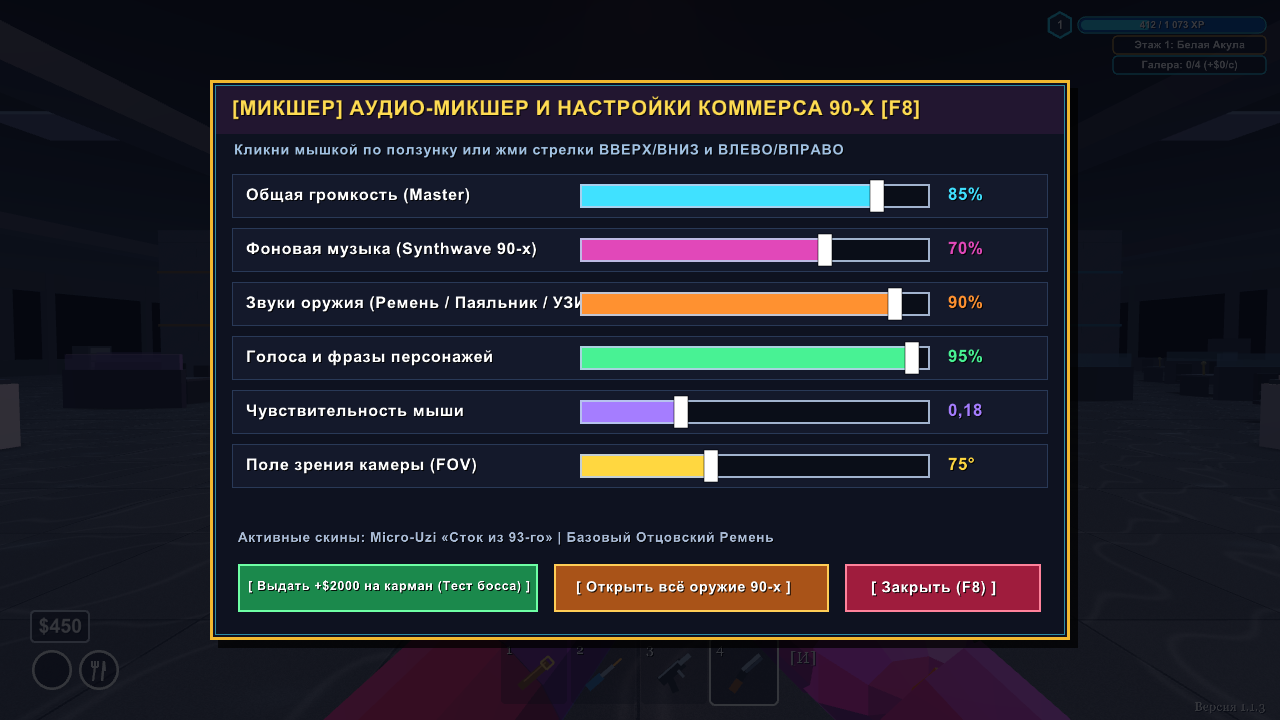 1
412 / 1 073 XP
Этаж 1: Белая Акула
Галера: 0/4 (+$0/с)
[МИКШЕР] АУДИО-МИКШЕР И НАСТРОЙКИ КОММЕРСА 90-Х [F8]
Кликни мышкой по ползунку или жми стрелки ВВЕРХ/ВНИЗ и ВЛЕВО/ВПРАВО
Общая громкость (Master) 85%
Фоновая музыка (Synthwave 90-х) 70%
Звуки оружия (Ремень / Паяльник / УЗИ 90%
Голоса и фразы персонажей 95%
Чувствительность мыши 0,18
Поле зрения камеры (FOV) 75°
Активные скины: Micro-Uzi «Сток из 93-го» | Базовый Отцовский Ремень
[ Выдать +$2000 на карман (Тест босса) ] [ Открыть всё оружие 90-х ] [ Закрыть (F8) ]
$450
1 2 3 4 [И]
Версия 1.1.3